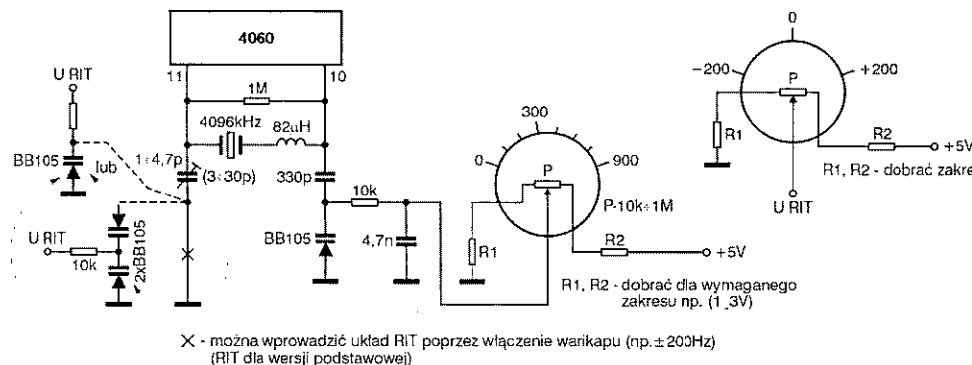 4060
11
10
U RIT
1M
4096kHz
82uH
BB105
lub
1÷4,7p
(3÷30p)
330p
10k
U RIT
10k
2xBB105
BB105
4,7n
0
300
900
P
P-10k÷1M
R1
R2
+5V
R1, R2 - dobrać dla wymaganego
zakresu np. (1_3V)
0
-200
+200
P
R1
R2
+5V
R1, R2 - dobrać zakre
U RIT
X - można wprowadzić układ RIT poprzez włączenie warikapu (np.±200Hz)
(RIT dla wersji podstawowej)